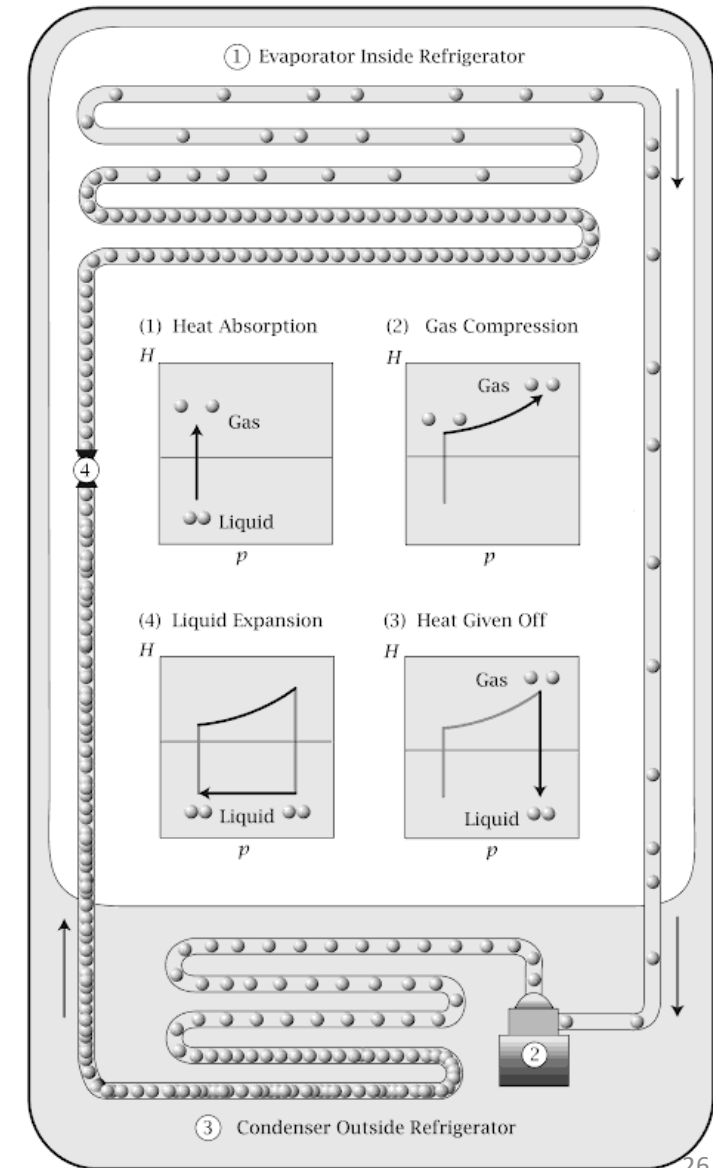 1 Evaporator Inside Refrigerator
(1) Heat Absorption
H
Gas
Liquid
p
(2) Gas Compression
H
Gas
p
4
(4) Liquid Expansion
H
Liquid
p
(3) Heat Given Off
H
Gas
Liquid
p
2
3 Condenser Outside Refrigerator
26